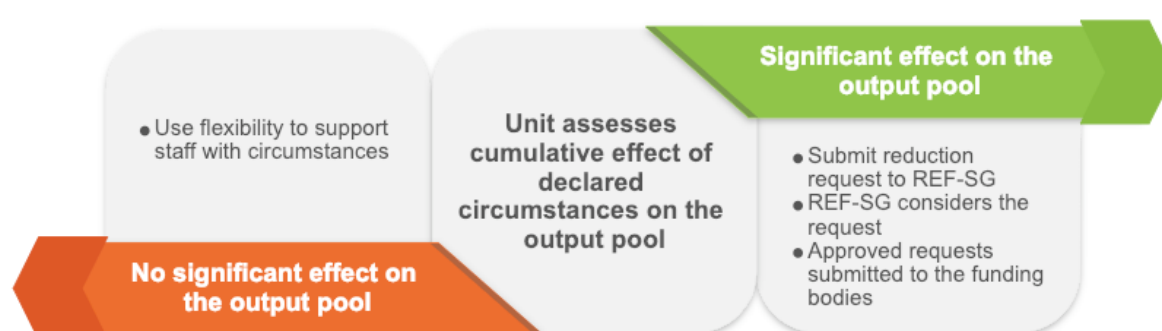 • Use flexibility to support
staff with circumstances
No significant effect on
the output pool
Unit assesses
cumulative effect of
declared
circumstances on the
output pool
Significant effect on the
output pool
• Submit reduction
request to REF-SG
• REF-SG considers the
request
• Approved requests
submitted to the funding
bodies